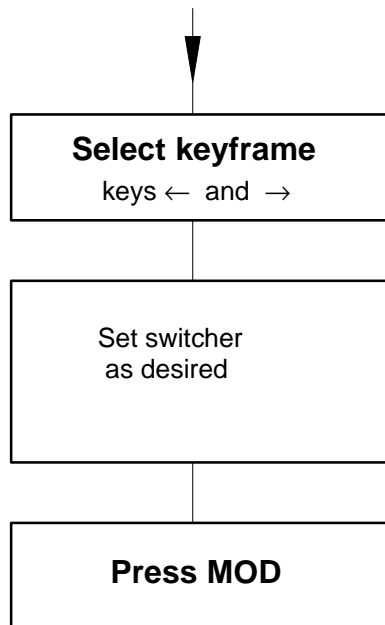 Select keyframe
keys ← and →
Set switcher
as desired
Press MOD